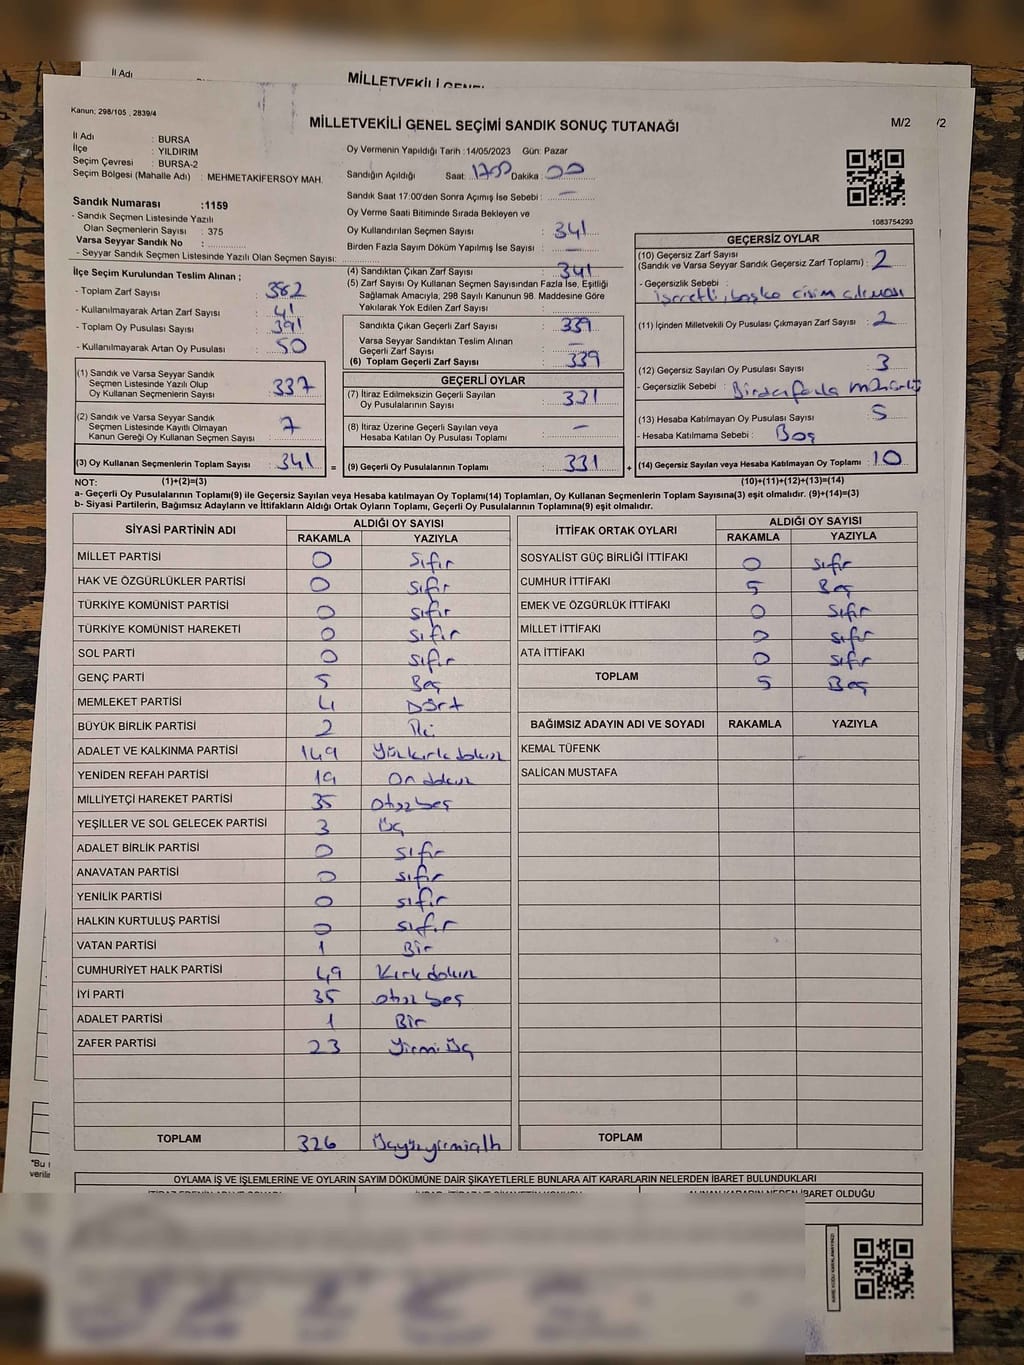 İl Adı
MİLLETVEKİLİ GENEL
Kanun; 298/105 , 2839/4
MİLLETVEKİLİ GENEL SEÇİMİ SANDIK SONUÇ TUTANAĞI
M/2
/2
İl Adı : BURSA
İlçe : YILDIRIM
Seçim Çevresi : BURSA-2
Seçim Bölgesi (Mahalle Adı) : MEHMETAKİFERSOY MAH.
Sandık Numarası :1159
- Sandık Seçmen Listesinde Yazılı
Olan Seçmenlerin Sayısı : 375
Varsa Seyyar Sandık No :
- Seyyar Sandık Seçmen Listesinde Yazılı Olan Seçmen Sayısı:
Oy Vermenin Yapıldığı Tarih :14/05/2023 Gün: Pazar
Sandığın Açıldığı Saat: 1700 Dakika : 00
Sandık Saat 17:00'den Sonra Açımış İse Sebebi : —
Oy Verme Saati Bitiminde Sırada Bekleyen ve
Oy Kullandırılan Seçmen Sayısı : 341
Birden Fazla Sayım Döküm Yapılmış İse Sayısı : —
1083754293
İlçe Seçim Kurulundan Teslim Alınan ;
- Toplam Zarf Sayısı : 382
- Kullanılmayarak Artan Zarf Sayısı : 41
- Toplam Oy Pusulası Sayısı : 391
- Kullanılmayarak Artan Oy Pusulası : 50
(1) Sandık ve Varsa Seyyar Sandık
Seçmen Listesinde Yazılı Olup
Oy Kullanan Seçmenlerin Sayısı : 337
(2) Sandık ve Varsa Seyyar Sandık
Seçmen Listesinde Kayıtlı Olmayan
Kanun Gereği Oy Kullanan Seçmen Sayısı : 7
(3) Oy Kullanan Seçmenlerin Toplam Sayısı : 341
(4) Sandıktan Çıkan Zarf Sayısı : 341
(5) Zarf Sayısı Oy Kullanan Seçmen Sayısından Fazla İse, Eşitliği
Sağlamak Amacıyla, 298 Sayılı Kanunun 98. Maddesine Göre
Yakılarak Yok Edilen Zarf Sayısı :
Sandıkta Çıkan Geçerli Zarf Sayısı : 339
Varsa Seyyar Sandıktan Teslim Alınan
Geçerli Zarf Sayısı : —
(6) Toplam Geçerli Zarf Sayısı : 339
GEÇERLİ OYLAR
(7) İtiraz Edilmeksizin Geçerli Sayılan
Oy Pusulalarının Sayısı : 331
(8) İtiraz Üzerine Geçerli Sayılan veya
Hesaba Katılan Oy Pusulası Toplamı : —
= (9) Geçerli Oy Pusulalarının Toplamı : 331 +
GEÇERSİZ OYLAR
(10) Geçersiz Zarf Sayısı
(Sandık ve Varsa Seyyar Sandık Geçersiz Zarf Toplamı) : 2
- Geçersizlik Sebebi : işaretli, başka cisim çıkması
(11) İçinden Milletvekili Oy Pusulası Çıkmayan Zarf Sayısı : 2
(12) Geçersiz Sayılan Oy Pusulası Sayısı : 3
- Geçersizlik Sebebi : Birden fazla
(13) Hesaba Katılmayan Oy Pusulası Sayısı : 5
- Hesaba Katılmama Sebebi : Boş
(14) Geçersiz Sayılan veya Hesaba Katılmayan Oy Toplamı : 10
NOT: (1)+(2)=(3) (10)+(11)+(12)+(13)=(14)
a- Geçerli Oy Pusulalarının Toplamı(9) ile Geçersiz Sayılan veya Hesaba katılmayan Oy Toplamı(14) Toplamları, Oy Kullanan Seçmenlerin Toplam Sayısına(3) eşit olmalıdır. (9)+(14)=(3)
b- Siyasi Partilerin, Bağımsız Adayların ve İttifakların Aldığı Ortak Oyların Toplamı, Geçerli Oy Pusulalarının Toplamına(9) eşit olmalıdır.
SİYASİ PARTİNİN ADI ALDIĞI OY SAYISI
RAKAMLA YAZIYLA
MİLLET PARTİSİ 0 Sıfır
HAK VE ÖZGÜRLÜKLER PARTİSİ 0 Sıfır
TÜRKİYE KOMÜNİST PARTİSİ 0 Sıfır
TÜRKİYE KOMÜNİST HAREKETİ 0 Sıfır
SOL PARTİ 0 Sıfır
GENÇ PARTİ 5 Beş
MEMLEKET PARTİSİ 4 Dört
BÜYÜK BİRLİK PARTİSİ 2 İki
ADALET VE KALKINMA PARTİSİ 149 Yüzkırk dokuz
YENİDEN REFAH PARTİSİ 19 On dokuz
MİLLİYETÇİ HAREKET PARTİSİ 35 Otuz beş
YEŞİLLER VE SOL GELECEK PARTİSİ 3 Üç
ADALET BİRLİK PARTİSİ 0 Sıfır
ANAVATAN PARTİSİ 0 Sıfır
YENİLİK PARTİSİ 0 Sıfır
HALKIN KURTULUŞ PARTİSİ 0 Sıfır
VATAN PARTİSİ 1 Bir
CUMHURİYET HALK PARTİSİ 49 Kırk dokuz
İYİ PARTİ 35 Otuz beş
ADALET PARTİSİ 1 Bir
ZAFER PARTİSİ 23 Yirmi Üç
TOPLAM 326 Üçyüzyirmialtı
İTTİFAK ORTAK OYLARI ALDIĞI OY SAYISI
RAKAMLA YAZIYLA
SOSYALİST GÜÇ BİRLİĞİ İTTİFAKI 0 Sıfır
CUMHUR İTTİFAKI 5 Beş
EMEK VE ÖZGÜRLÜK İTTİFAKI 0 Sıfır
MİLLET İTTİFAKI 0 Sıfır
ATA İTTİFAKI 0 Sıfır
TOPLAM 5 Beş
BAĞIMSIZ ADAYIN ADI VE SOYADI RAKAMLA YAZIYLA
KEMAL TÜFENK
SALİCAN MUSTAFA
TOPLAM
OYLAMA İŞ VE İŞLEMLERİNE VE OYLARIN SAYIM DÖKÜMÜNE DAİR ŞİKAYETLERLE BUNLARA AİT KARARLARIN NELERDEN İBARET BULUNDUKLARI
ALINAN KARARIN NEDEN İBARET OLDUĞU
"Bu